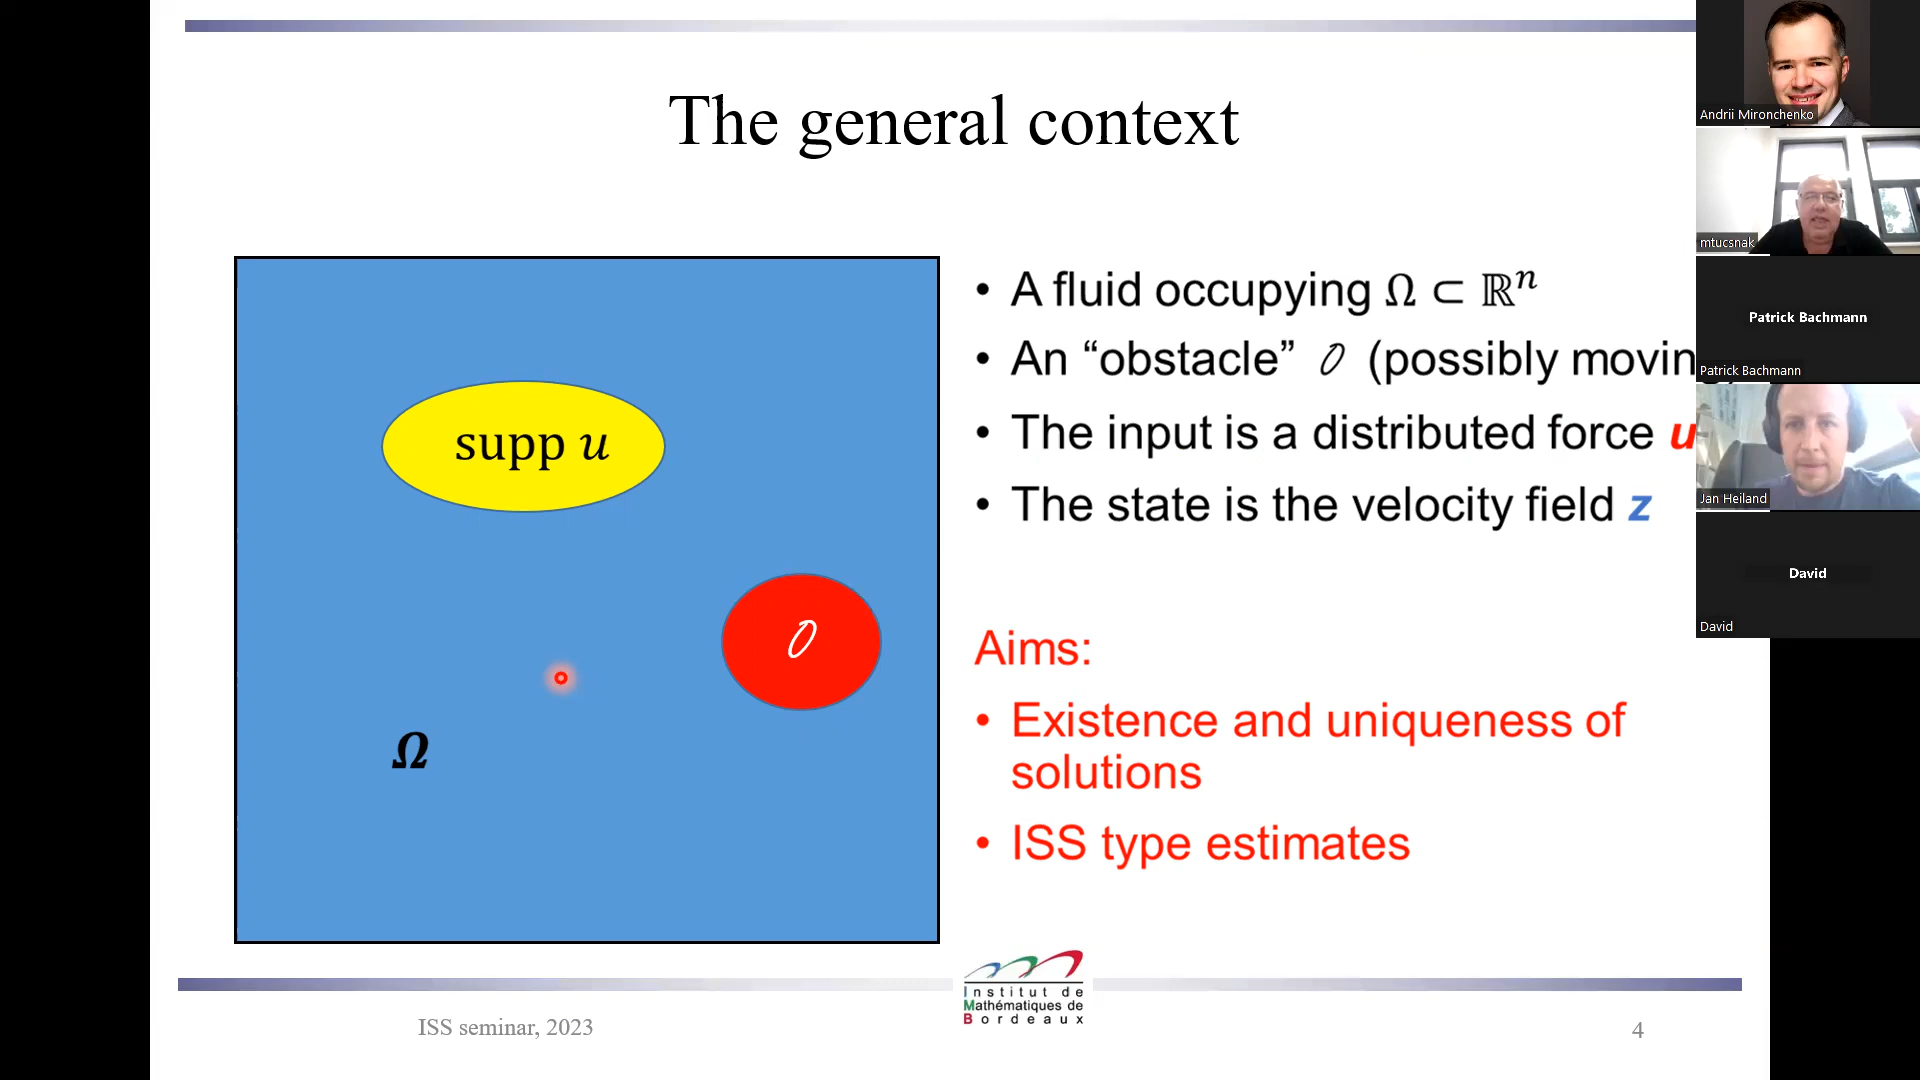 The general context
supp u
𝒪
Ω
• A fluid occupying Ω ⊂ ℝⁿ
• An “obstacle” 𝒪 (possibly movin
• The input is a distributed force u
• The state is the velocity field z
Aims:
• Existence and uniqueness of
solutions
• ISS type estimates
Institut de
Mathématiques de
Bordeaux
ISS seminar, 2023
4
Andrii Mironchenko
mtucsnak
Patrick Bachmann
Patrick Bachmann
Jan Heiland
David
David